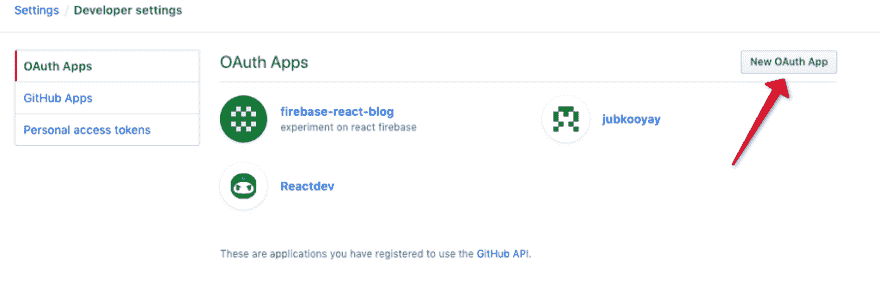 Settings / Developer settings
OAuth Apps
GitHub Apps
Personal access tokens
OAuth Apps
New OAuth App
firebase-react-blog
experiment on react firebase
jubkooyay
Reactdev
These are applications you have registered to use the GitHub API.